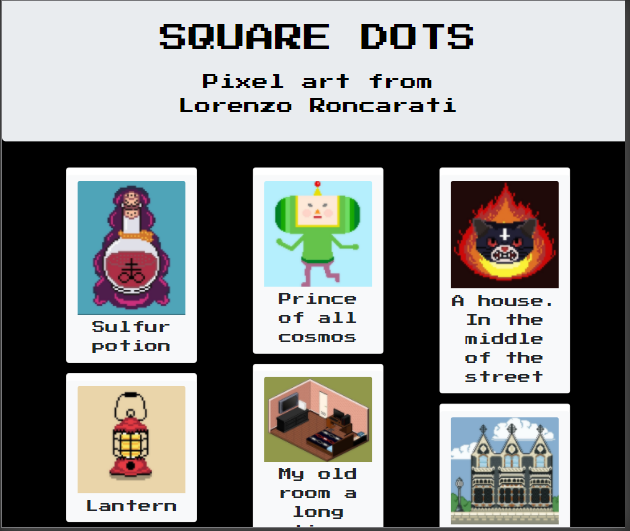 SQUARE DOTS
Pixel art from
Lorenzo Roncarati
Sulfur
potion
Lantern
Prince
of all
cosmos
My old
room a
long
A house.
In the
middle
of the
street